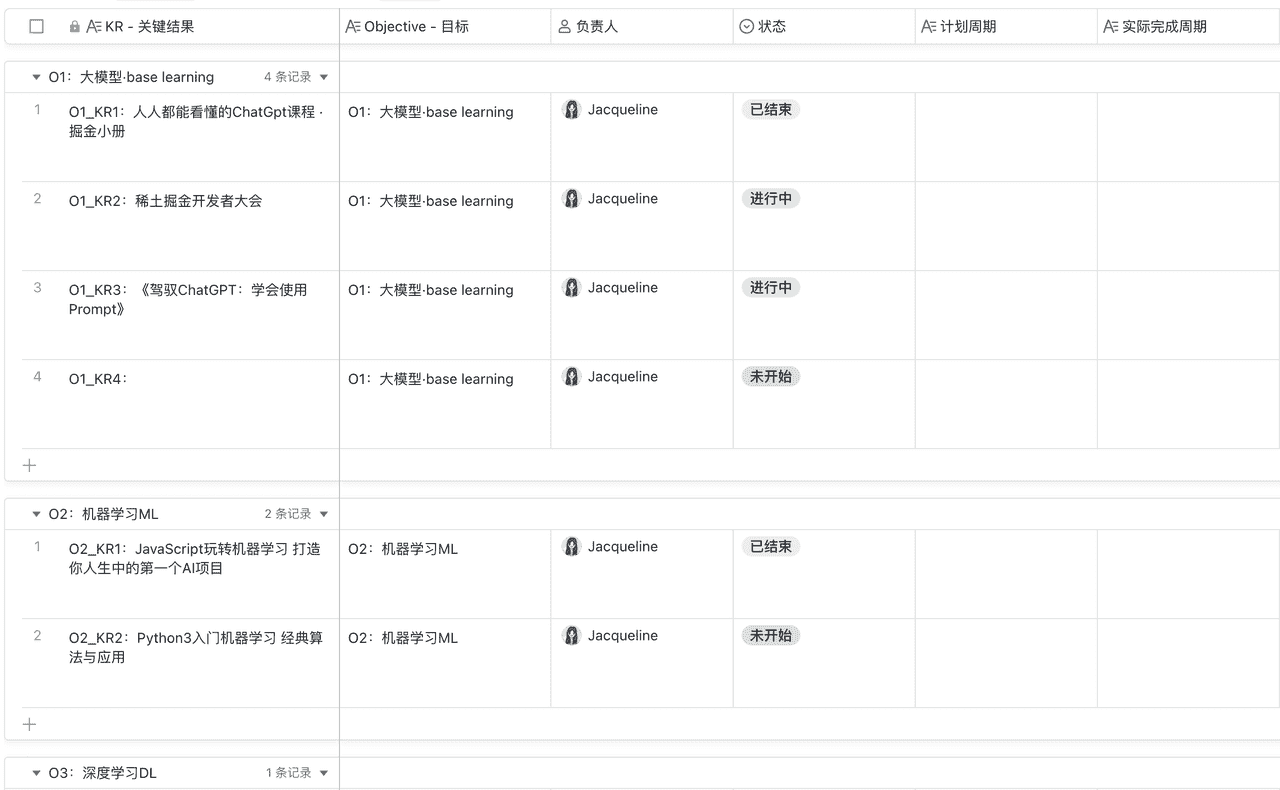 KR - 关键结果 Objective - 目标 负责人 状态 计划周期 实际完成周期
O1：大模型·base learning 4 条记录
1 O1_KR1：人人都能看懂的ChatGpt课程 · O1：大模型·base learning Jacqueline 已结束
掘金小册
2 O1_KR2：稀土掘金开发者大会 O1：大模型·base learning Jacqueline 进行中
3 O1_KR3：《驾驭ChatGPT：学会使用 O1：大模型·base learning Jacqueline 进行中
Prompt》
4 O1_KR4： O1：大模型·base learning Jacqueline 未开始
O2：机器学习ML 2 条记录
1 O2_KR1：JavaScript玩转机器学习 打造 O2：机器学习ML Jacqueline 已结束
你人生中的第一个AI项目
2 O2_KR2：Python3入门机器学习 经典算 O2：机器学习ML Jacqueline 未开始
法与应用
O3：深度学习DL 1 条记录